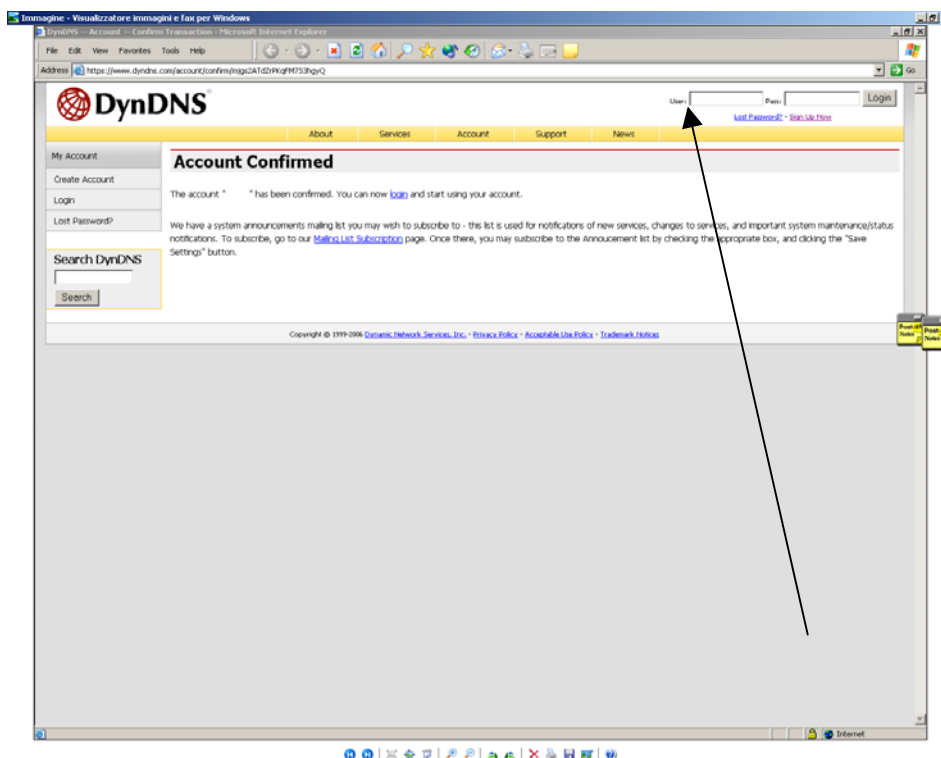 Immagine - Visualizzatore immagini e fax per Windows
DynDNS -- Account -- Confirm Transaction - Microsoft Internet Explorer
File Edit View Favorites Tools Help
Address https://www.dyndns.com/account/confirm/ Go
DynDNS
User: Pass: Login
Lost Password? - Sign Up Now
About Services Account Support News
My Account
Create Account
Login
Lost Password?
Search DynDNS
Search
Account Confirmed
The account " " has been confirmed. You can now login and start using your account.
We have a system announcements mailing list you may wish to subscribe to - this list is used for notifications of new services, changes to services, and important system maintenance/status
notifications. To subscribe, go to our Mailing List Subscription page. Once there, you may susbscribe to the Annoucement list by checking the appropriate box, and clicking the "Save
Settings" button.
Copyright © 1999-2006 Dynamic Network Services, Inc. - Privacy Policy - Acceptable Use Policy - Trademark Notices
Post-it®
Notes
Post-
Notes
Internet